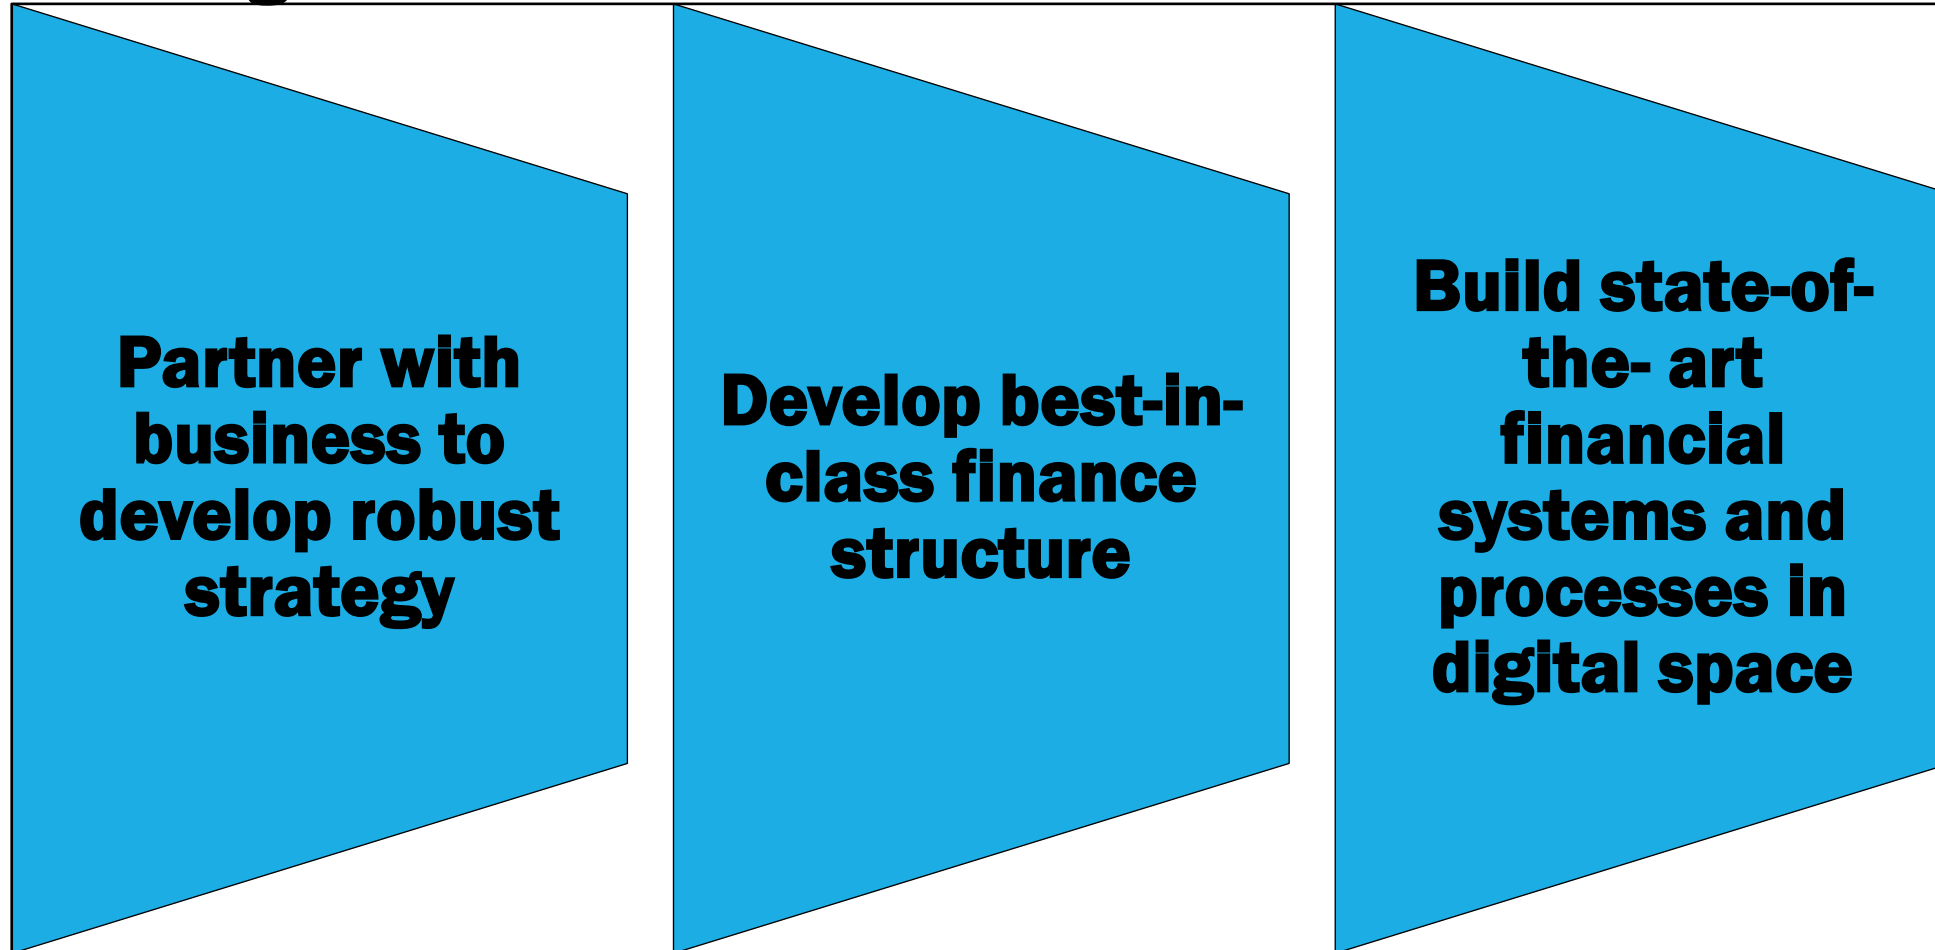 Partner with
business to
develop robust
strategy
Develop best-in-
class finance
structure
Build state-of-
the- art
financial
systems and
processes in
digital space